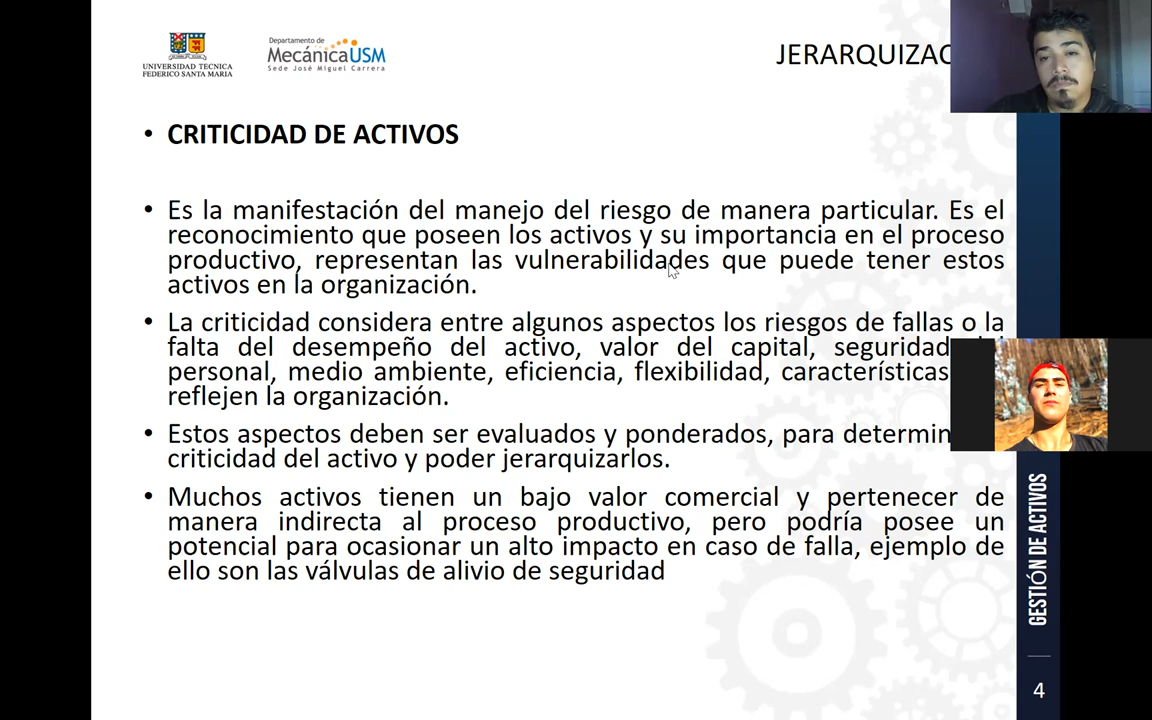 UNIVERSIDAD TECNICA
FEDERICO SANTA MARIA
Departamento de
MecánicaUSM
Sede José Miguel Carrera
JERARQUIZAC
• CRITICIDAD DE ACTIVOS
• Es la manifestación del manejo del riesgo de manera particular. Es el
reconocimiento que poseen los activos y su importancia en el proceso
productivo, representan las vulnerabilidades que puede tener estos
activos en la organización.
• La criticidad considera entre algunos aspectos los riesgos de fallas o la
falta del desempeño del activo, valor del capital, seguridad
personal, medio ambiente, eficiencia, flexibilidad, características
reflejen la organización.
• Estos aspectos deben ser evaluados y ponderados, para determin
criticidad del activo y poder jerarquizarlos.
• Muchos activos tienen un bajo valor comercial y pertenecer de
manera indirecta al proceso productivo, pero podría posee un
potencial para ocasionar un alto impacto en caso de falla, ejemplo de
ello son las válvulas de alivio de seguridad
GESTIÓN DE ACTIVOS
4